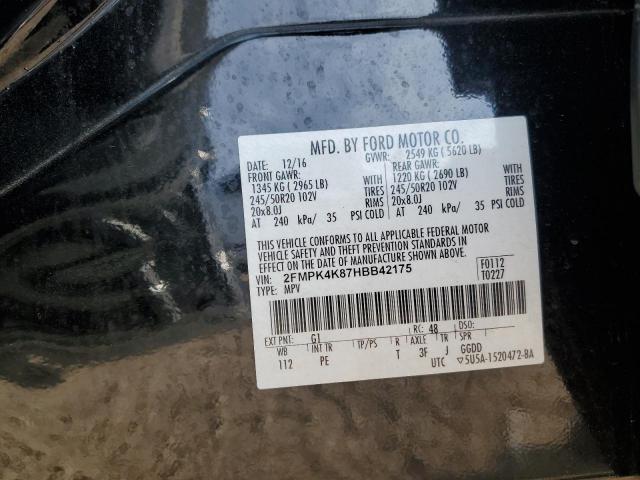 MFD. BY FORD MOTOR CO.
DATE: 12/16 GVWR: 2549 KG ( 5620 LB)
FRONT GAWR: REAR GAWR:
1345 KG ( 2965 LB) 1220 KG ( 2690 LB)
245/50R20 102V TIRES 245/50R20 102V TIRES
20x8.0J RIMS 20x8.0J RIMS
AT 240 kPa/ 35 PSI COLD AT 240 kPa/ 35 PSI COLD
THIS VEHICLE CONFORMS TO ALL APPLICABLE FEDERAL MOTOR
VEHICLE SAFETY AND THEFT PREVENTION STANDARDS IN
EFFECT ON THE DATE OF MANUFACTURE SHOWN ABOVE.
VIN: 2FMPK4K87HBB42175 F0112
TYPE: MPV T0227
EXT PNT: G1 RC: 48 DSO:
WB INT TR TP/PS R AXLE TR SPR
112 PE T 3F J GGDD
UTC ▽5U5A-1520472-BA